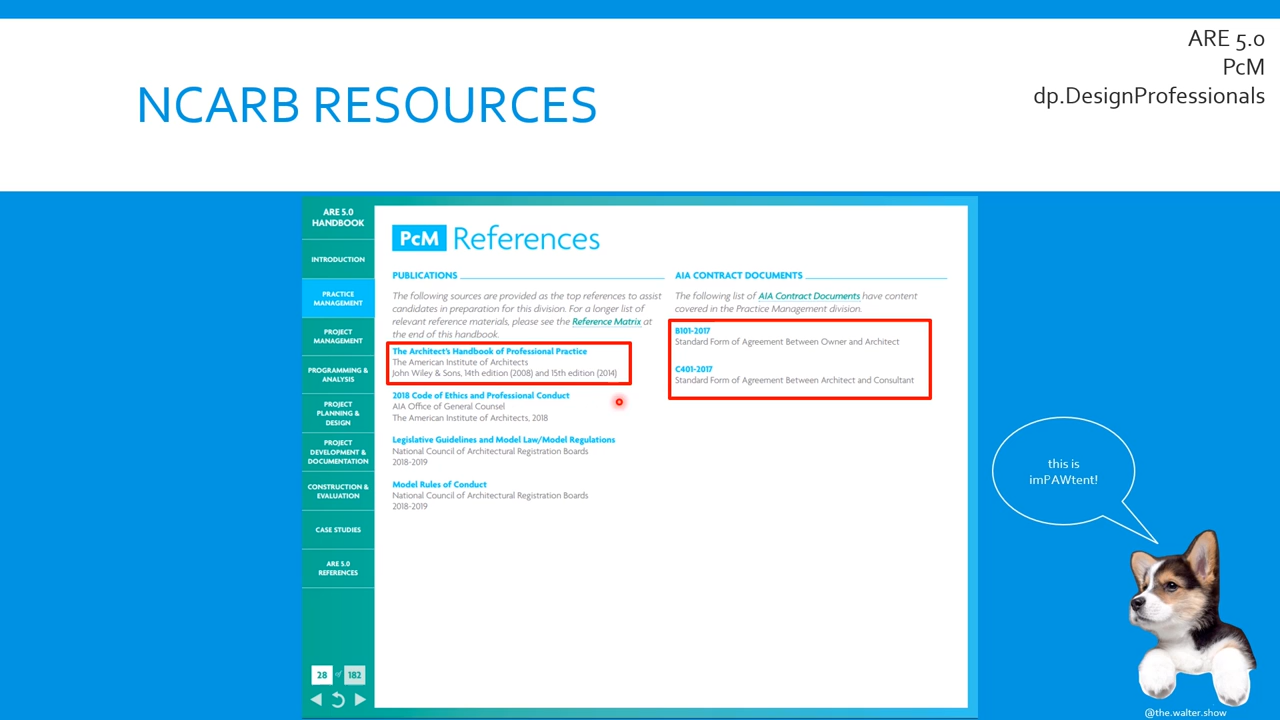 ARE 5.0
PcM
dp.DesignProfessionals
NCARB RESOURCES
ARE 5.0
HANDBOOK
INTRODUCTION
PRACTICE
MANAGEMENT
PROJECT
MANAGEMENT
PROGRAMMING &
ANALYSIS
PROJECT
PLANNING &
DESIGN
PROJECT
DEVELOPMENT &
DOCUMENTATION
CONSTRUCTION &
EVALUATION
CASE STUDIES
ARE 5.0
REFERENCES
28 of 182
PcM References
PUBLICATIONS
The following sources are provided as the top references to assist
candidates in preparation for this division. For a longer list of
relevant reference materials, please see the Reference Matrix at
the end of this handbook.
The Architect's Handbook of Professional Practice
The American Institute of Architects
John Wiley & Sons, 14th edition (2008) and 15th edition (2014)
2018 Code of Ethics and Professional Conduct
AIA Office of General Counsel
The American Institute of Architects, 2018
Legislative Guidelines and Model Law/Model Regulations
National Council of Architectural Registration Boards
2018-2019
Model Rules of Conduct
National Council of Architectural Registration Boards
2018-2019
AIA CONTRACT DOCUMENTS
The following list of AIA Contract Documents have content
covered in the Practice Management division.
B101-2017
Standard Form of Agreement Between Owner and Architect
C401-2017
Standard Form of Agreement Between Architect and Consultant
this is
imPAWtent!
@the.walter.show